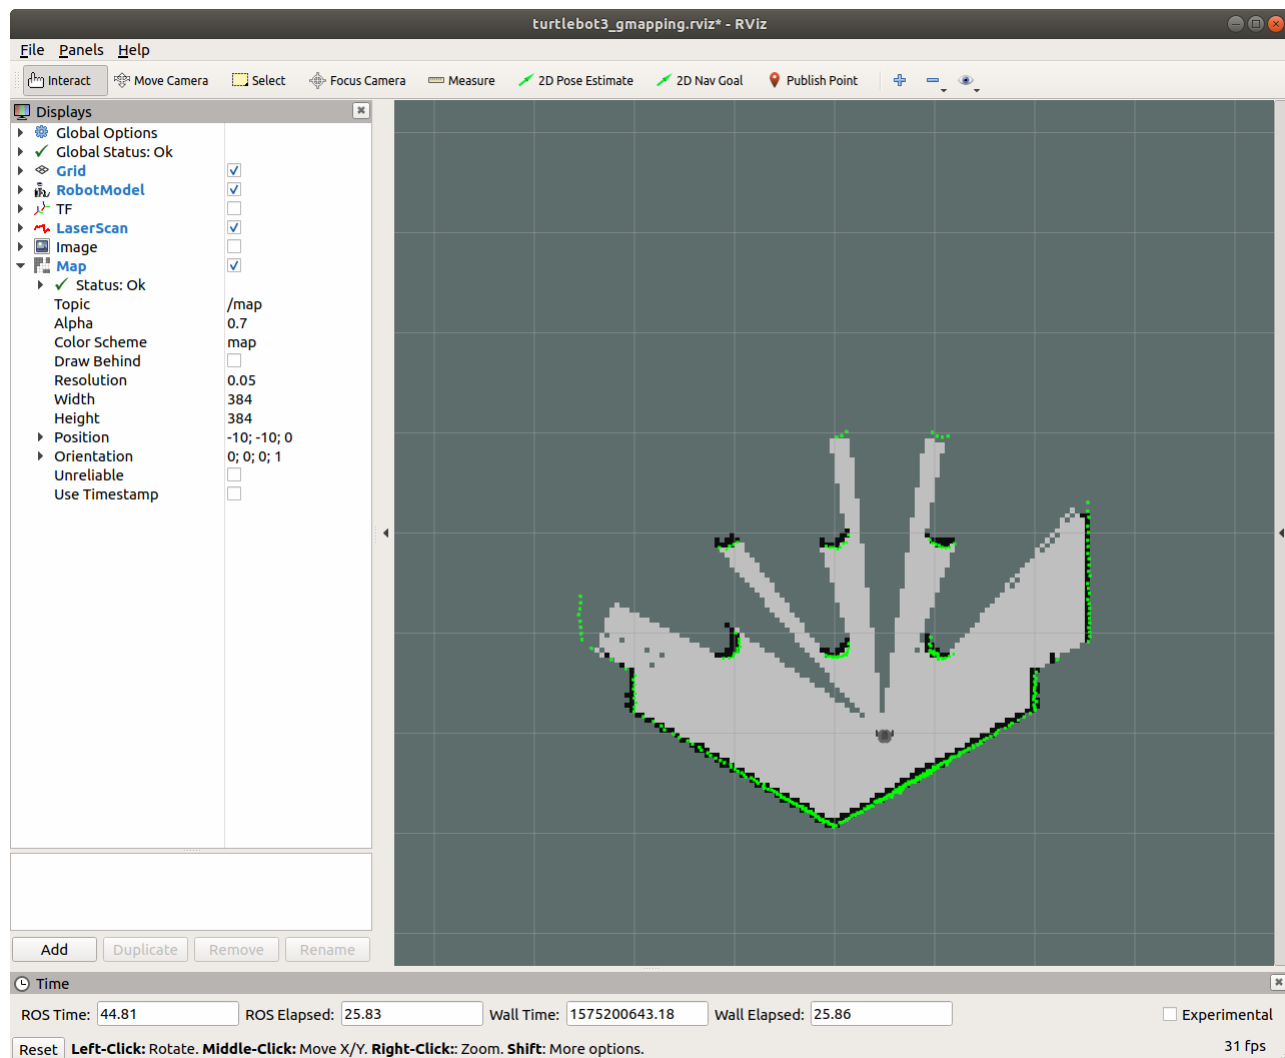 turtlebot3_gmapping.rviz* - RViz
File Panels Help
Interact Move Camera Select Focus Camera Measure 2D Pose Estimate 2D Nav Goal Publish Point
Displays
Global Options
Global Status: Ok
Grid
RobotModel
TF
LaserScan
Image
Map
Status: Ok
Topic /map
Alpha 0.7
Color Scheme map
Draw Behind
Resolution 0.05
Width 384
Height 384
Position -10; -10; 0
Orientation 0; 0; 0; 1
Unreliable
Use Timestamp
Add Duplicate Remove Rename
Time
ROS Time: 44.81 ROS Elapsed: 25.83 Wall Time: 1575200643.18 Wall Elapsed: 25.86 Experimental
Reset Left-Click: Rotate. Middle-Click: Move X/Y. Right-Click:: Zoom. Shift: More options. 31 fps